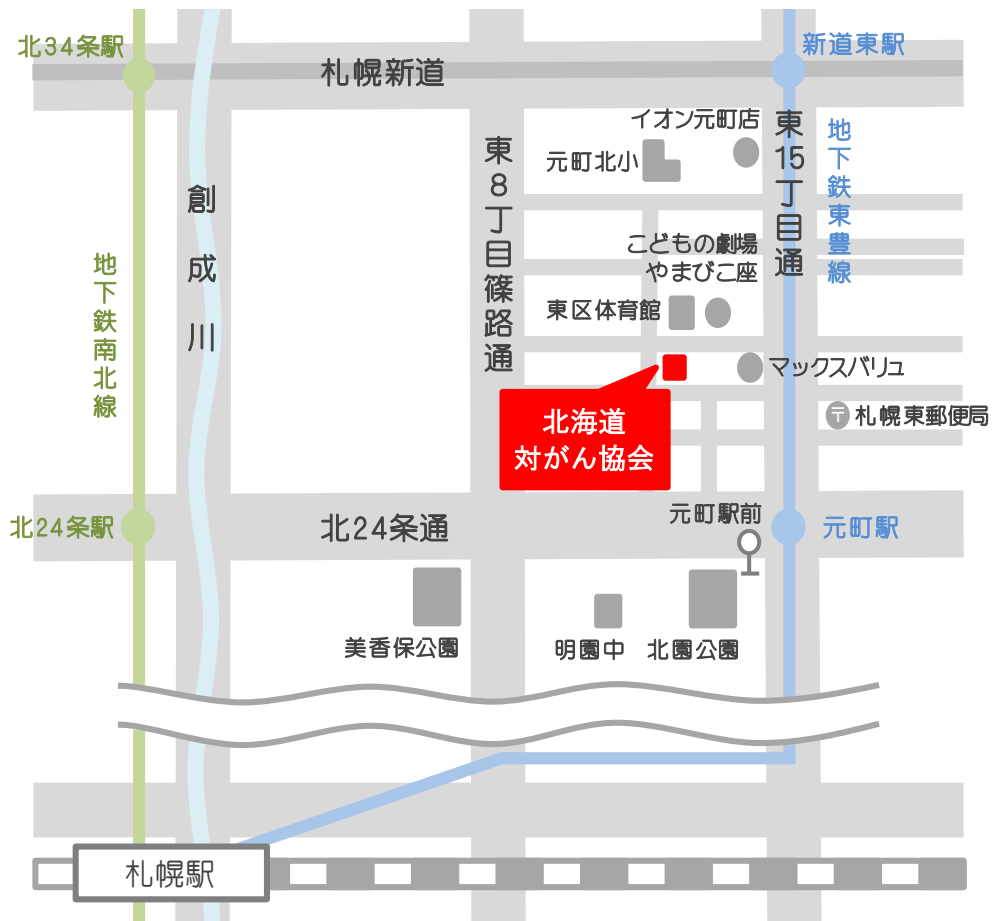 北34条駅
新道東駅
札幌新道
イオン元町店
元町北小
東15丁目通
地下鉄東豊線
東8丁目篠路通
創成川
こどもの劇場
やまびこ座
地下鉄南北線
東区体育館
マックスバリュ
〒札幌東郵便局
北海道
対がん協会
北24条駅
北24条通
元町駅前
元町駅
美香保公園
明園中
北園公園
札幌駅